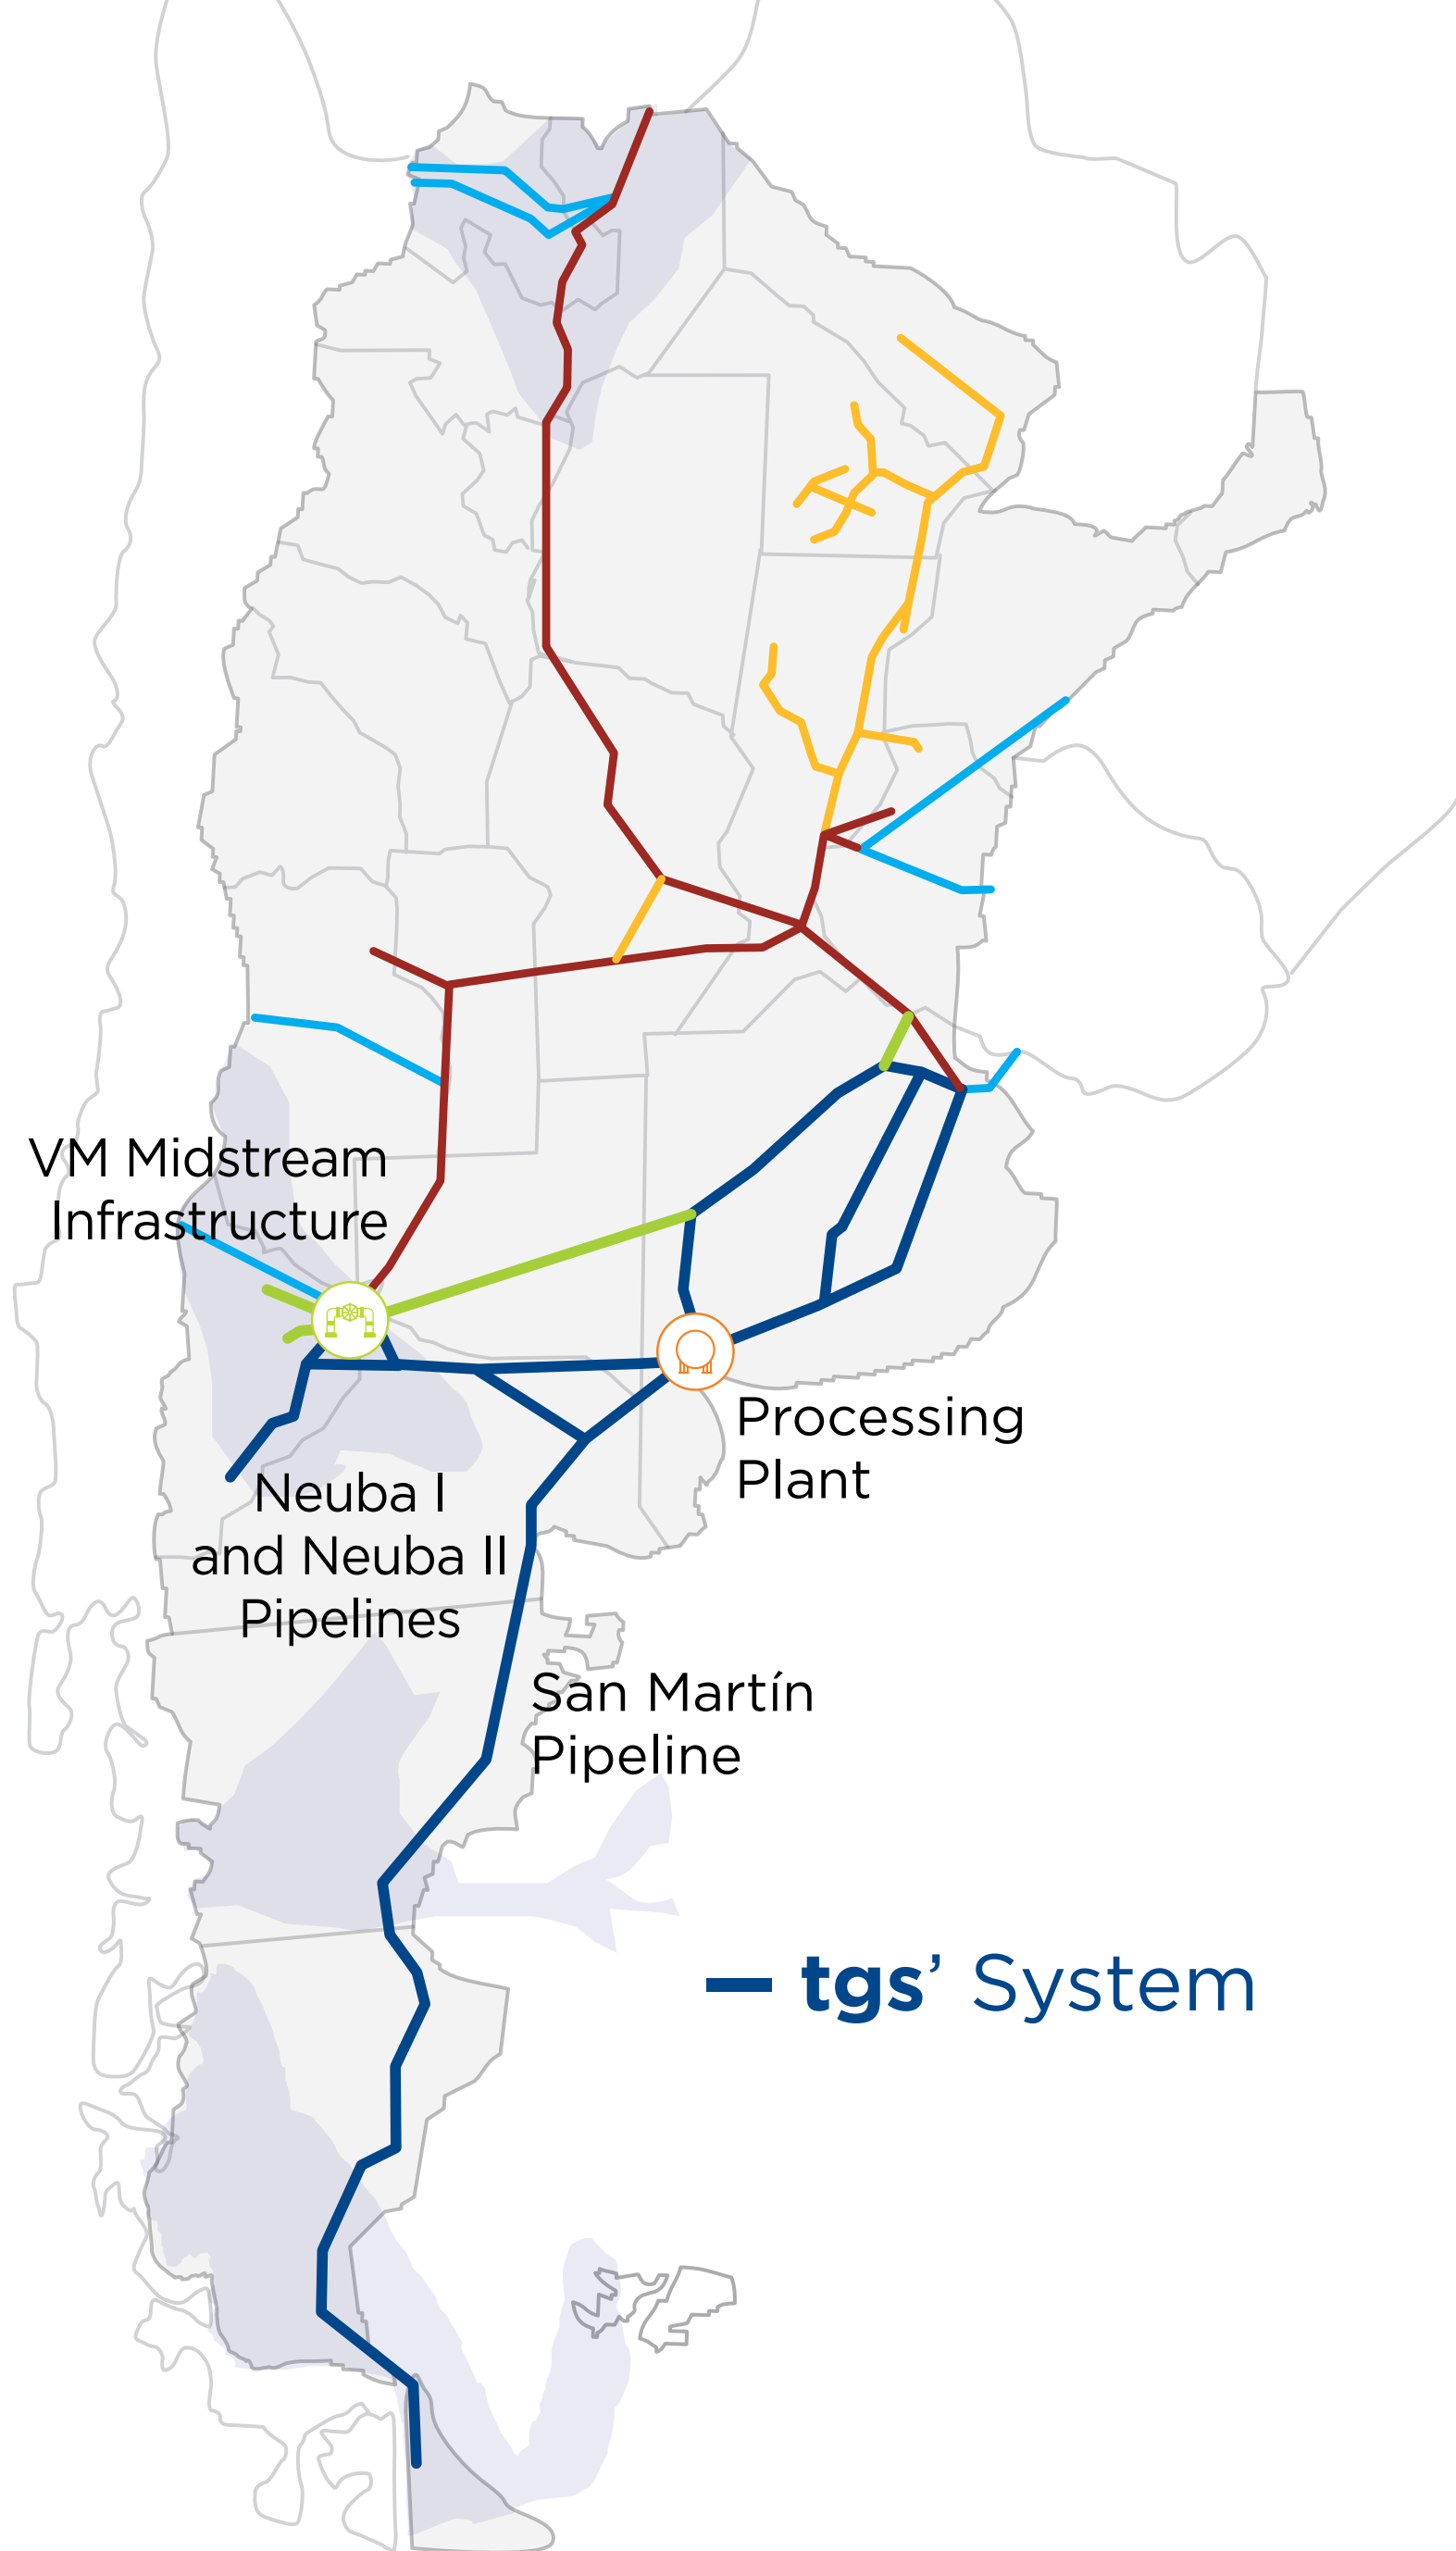 VM Midstream
Infrastructure
Processing
Plant
Neuba I
and Neuba II
Pipelines
San Martín
Pipeline
tgs’ System